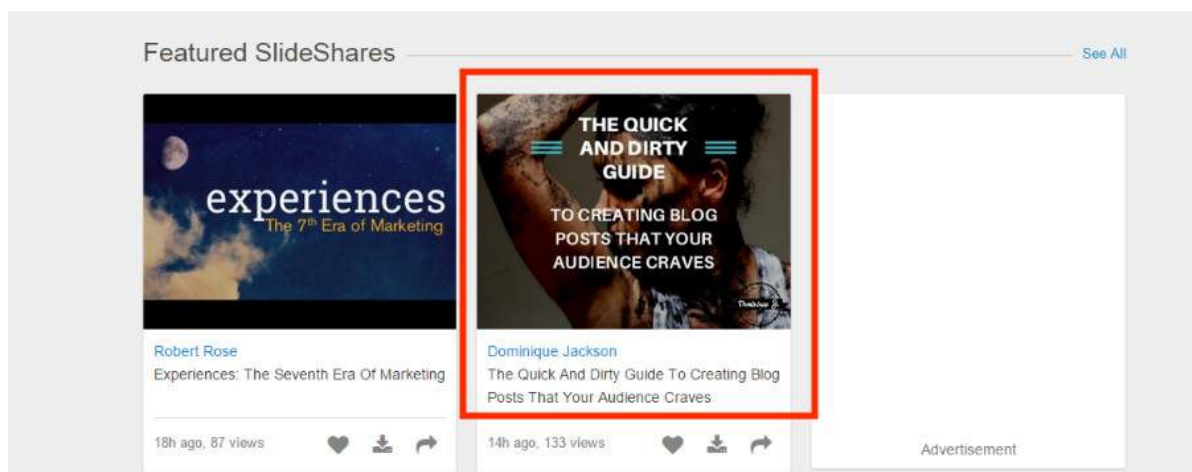 Featured SlideShares
See All
experiences
The 7th Era of Marketing
THE QUICK
AND DIRTY
GUIDE
TO CREATING BLOG
POSTS THAT YOUR
AUDIENCE CRAVES
Robert Rose
Experiences: The Seventh Era Of Marketing
18h ago, 87 views
Dominique Jackson
The Quick And Dirty Guide To Creating Blog
Posts That Your Audience Craves
14h ago, 133 views
Advertisement